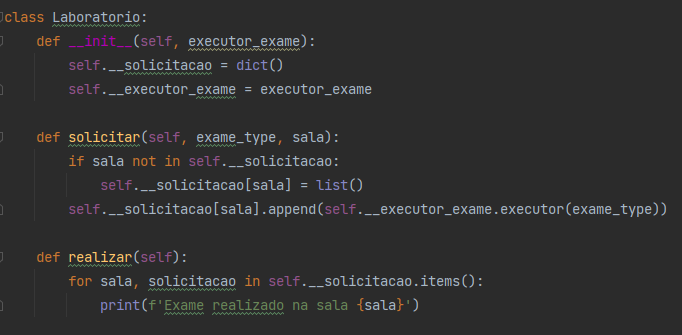 class Laboratorio:
    def __init__(self, executor_exame):
        self.__solicitacao = dict()
        self.__executor_exame = executor_exame
    def solicitar(self, exame_type, sala):
        if sala not in self.__solicitacao:
            self.__solicitacao[sala] = list()
        self.__solicitacao[sala].append(self.__executor_exame.executor(exame_type))
    def realizar(self):
        for sala, solicitacao in self.__solicitacao.items():
            print(f'Exame realizado na sala {sala}')